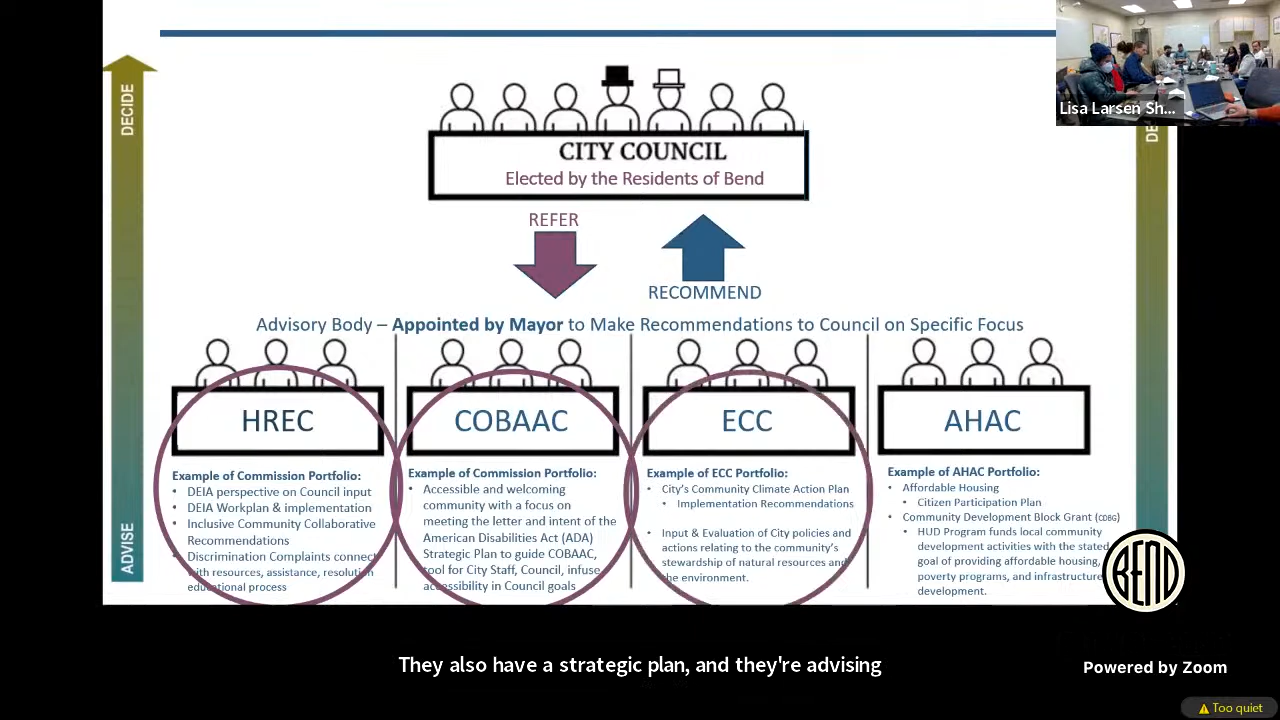 DECIDE
DE
Lisa Larsen Sh...
CITY COUNCIL
Elected by the Residents of Bend
REFER
RECOMMEND
Advisory Body – Appointed by Mayor to Make Recommendations to Council on Specific Focus
HREC
COBAAC
ECC
AHAC
Example of Commission Portfolio:
• DEIA perspective on Council input
• DEIA Workplan & implementation
• Inclusive Community Collaborative
Recommendations
• Discrimination Complaints connect
with resources, assistance, resolution
educational process
Example of Commission Portfolio:
• Accessible and welcoming
community with a focus on
meeting the letter and intent of the
American Disabilities Act (ADA)
Strategic Plan to guide COBAAC,
tool for City Staff, Council, infuse
accessibility in Council goals
Example of ECC Portfolio:
• City's Community Climate Action Plan
• Implementation Recommendations
• Input & Evaluation of City policies and
actions relating to the community's
stewardship of natural resources and
the environment.
Example of AHAC Portfolio:
• Affordable Housing
• Citizen Participation Plan
• Community Development Block Grant (CDBG)
• HUD Program funds local community
development activities with the stated
goal of providing affordable housing,
poverty programs, and infrastructure
development.
ADVISE
BEND
They also have a strategic plan, and they're advising
Powered by Zoom
Too quiet